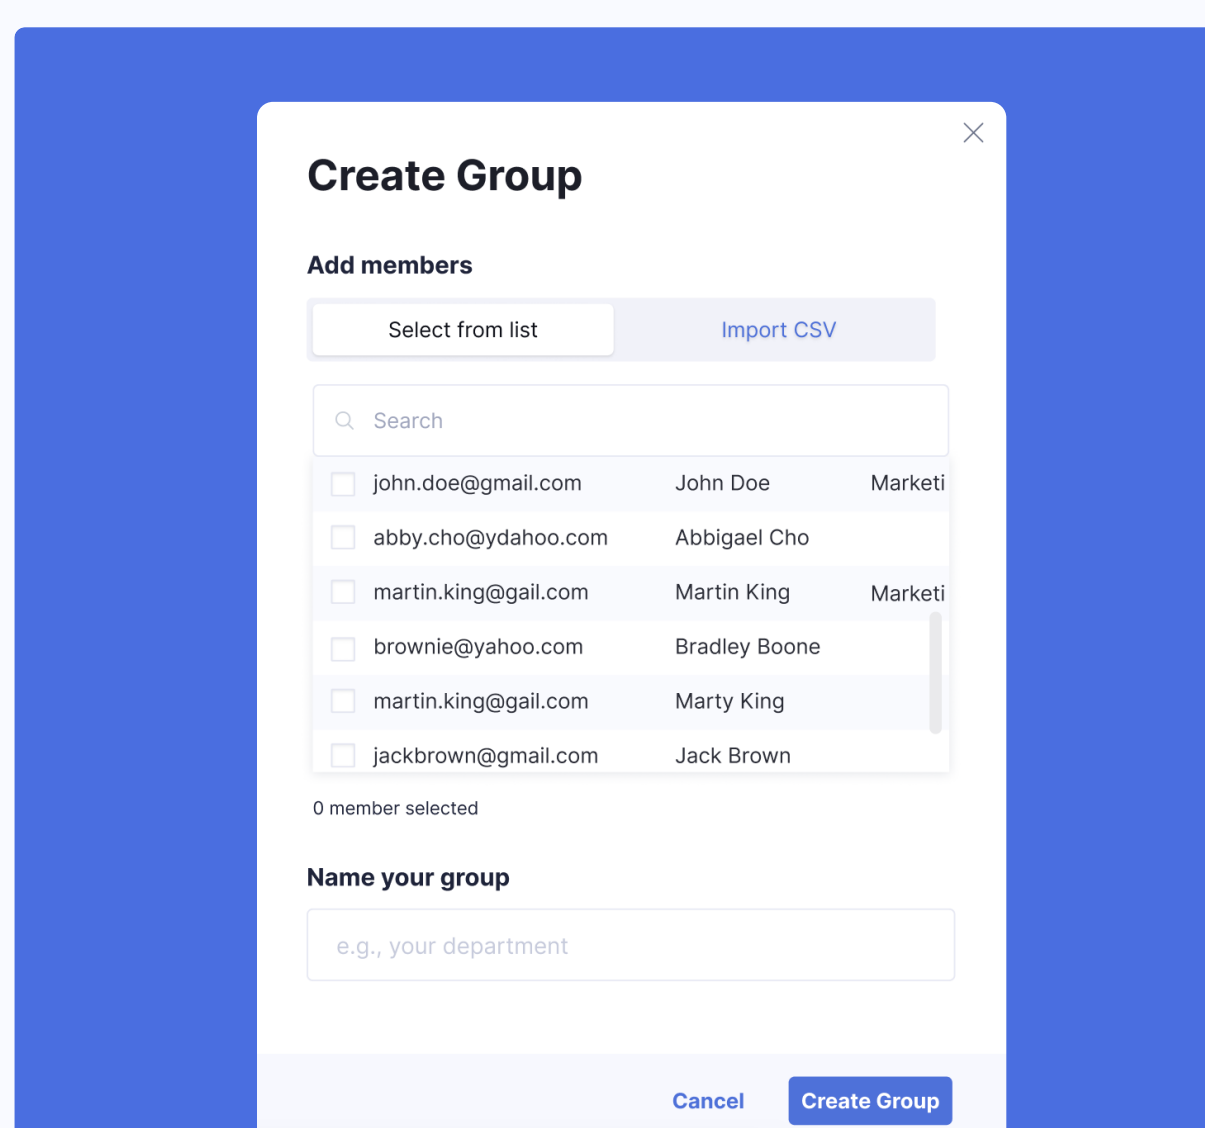 Create Group
Add members
Select from list Import CSV
Search
john.doe@gmail.com John Doe Marketi
abby.cho@ydahoo.com Abbigael Cho
martin.king@gail.com Martin King Marketi
brownie@yahoo.com Bradley Boone
martin.king@gail.com Marty King
jackbrown@gmail.com Jack Brown
0 member selected
Name your group
e.g., your department
Cancel Create Group